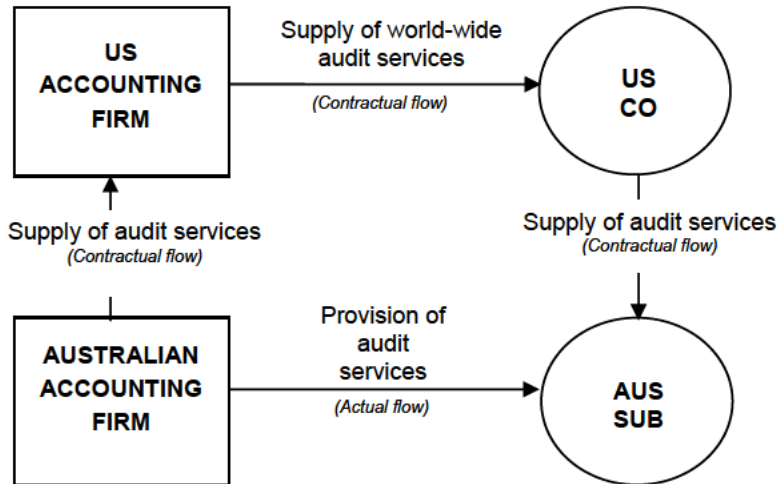 US
ACCOUNTING
FIRM
Supply of world-wide
audit services
(Contractual flow)
US
CO
Supply of audit services
(Contractual flow)
Supply of audit services
(Contractual flow)
AUSTRALIAN
ACCOUNTING
FIRM
Provision of
audit
services
(Actual flow)
AUS
SUB